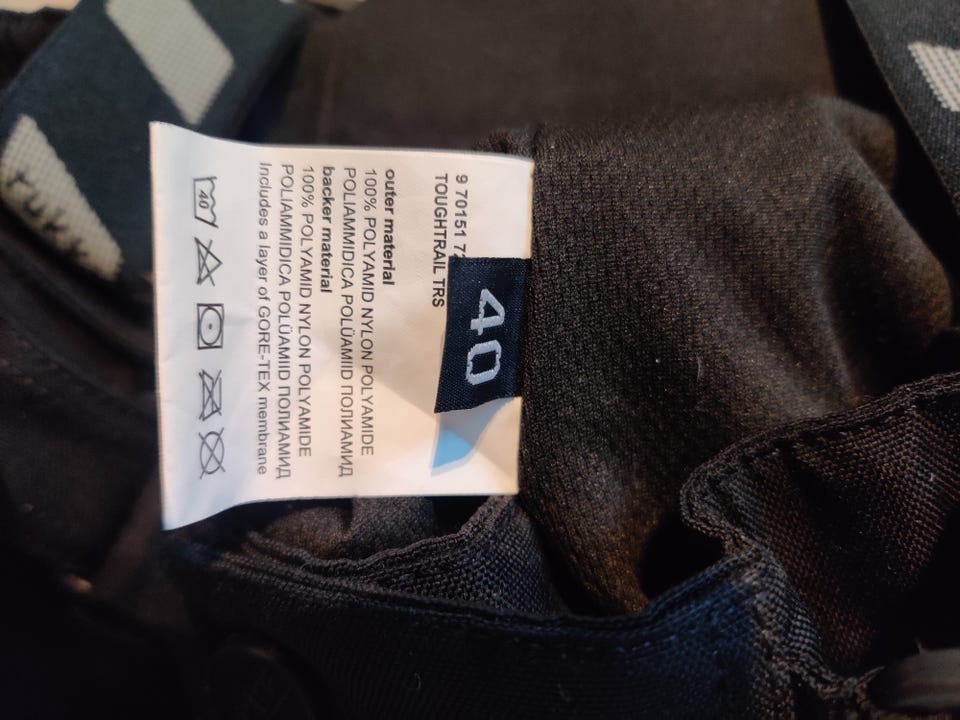 9 70151 72
TOUGHTRAIL TRS
40
outer material
100% POLYAMID NYLON POLYAMIDE
POLIAMMIDICA POLÜAMIID ПОЛИАМИД
backer material
100% POLYAMID NYLON POLYAMIDE
POLIAMMIDICA POLÜAMIID ПОЛИАМИД
Includes a layer of GORE-TEX membrane
40